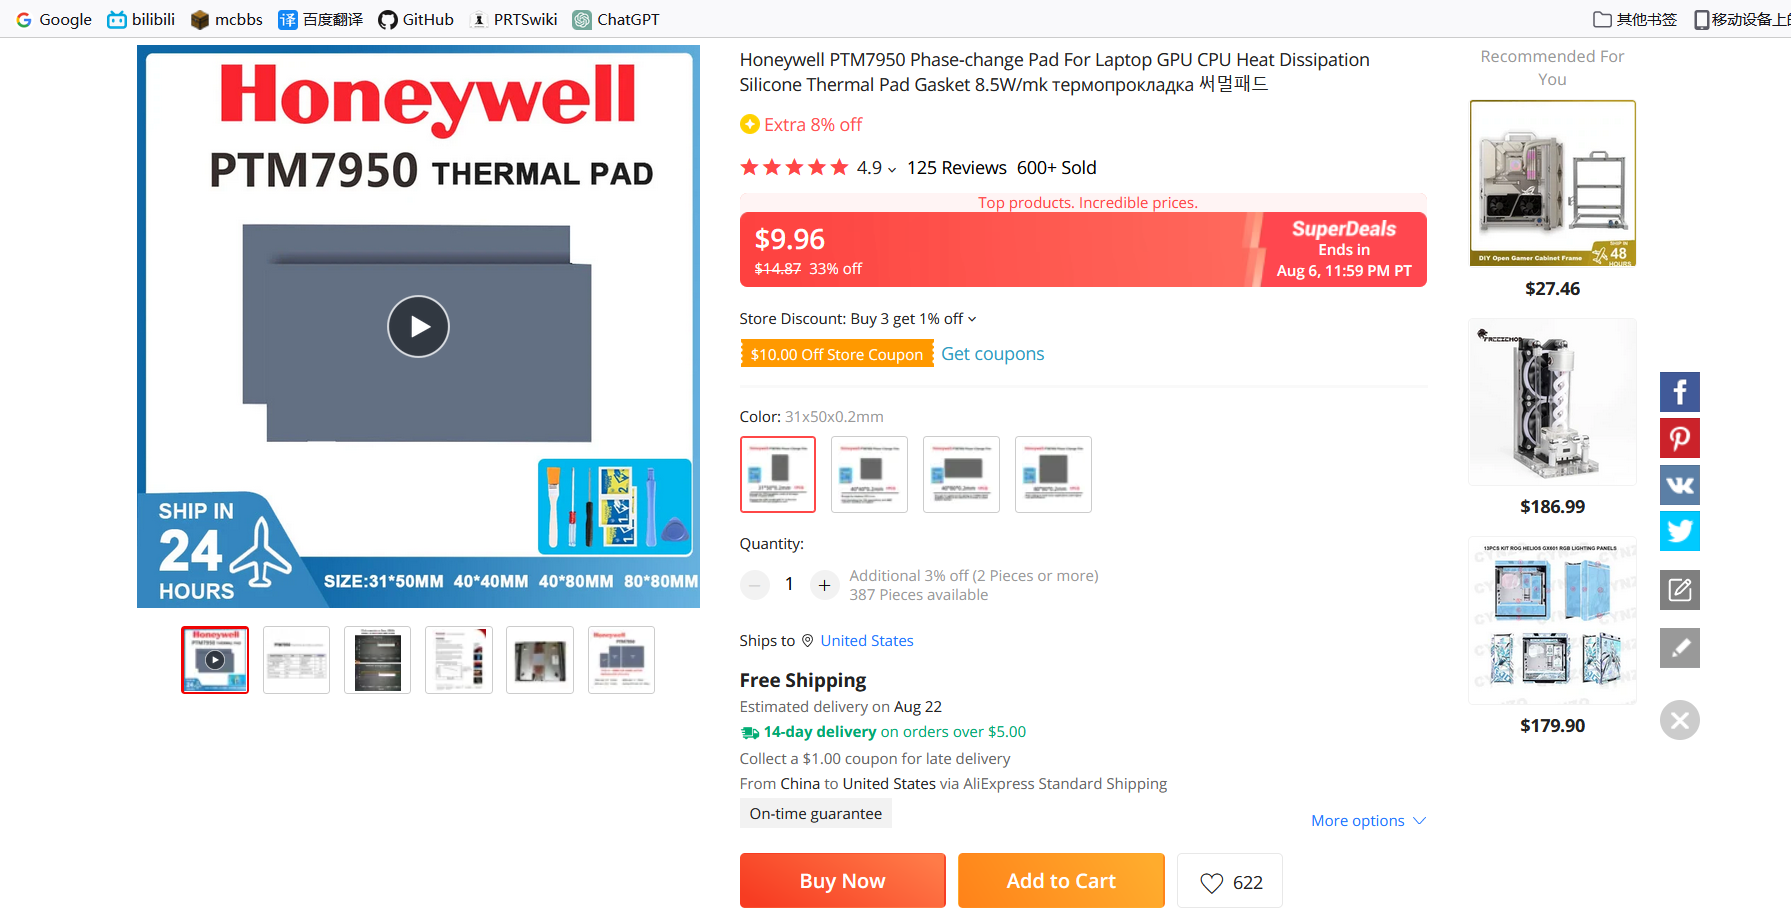 Google
bilibili
mcbbs
译 百度翻译
GitHub
PRTSwiki
ChatGPT
其他书签
移动设备上
Honeywell
PTM7950 THERMAL PAD
SHIP IN
24
HOURS
SIZE:31*50MM 40*40MM 40*80MM 80*80MM
Honeywell PTM7950 Phase-change Pad For Laptop GPU CPU Heat Dissipation
Silicone Thermal Pad Gasket 8.5W/mk термопрокладка 써멀패드
Extra 8% off
4.9 125 Reviews 600+ Sold
Top products. Incredible prices.
$9.96
$14.87 33% off
SuperDeals
Ends in
Aug 6, 11:59 PM PT
Store Discount: Buy 3 get 1% off
$10.00 Off Store Coupon Get coupons
Color: 31x50x0.2mm
Quantity:
1
Additional 3% off (2 Pieces or more)
387 Pieces available
Ships to United States
Free Shipping
Estimated delivery on Aug 22
14-day delivery on orders over $5.00
Collect a $1.00 coupon for late delivery
From China to United States via AliExpress Standard Shipping
On-time guarantee
More options
Buy Now
Add to Cart
622
Recommended For
You
SHIP IN
48
HOURS
DIY Open Gamer Cabinet Frame
$27.46
FREEZEMOD
$186.99
13PCS KIT ROG HELIOS GX601 RGB LIGHTING PANELS
$179.90